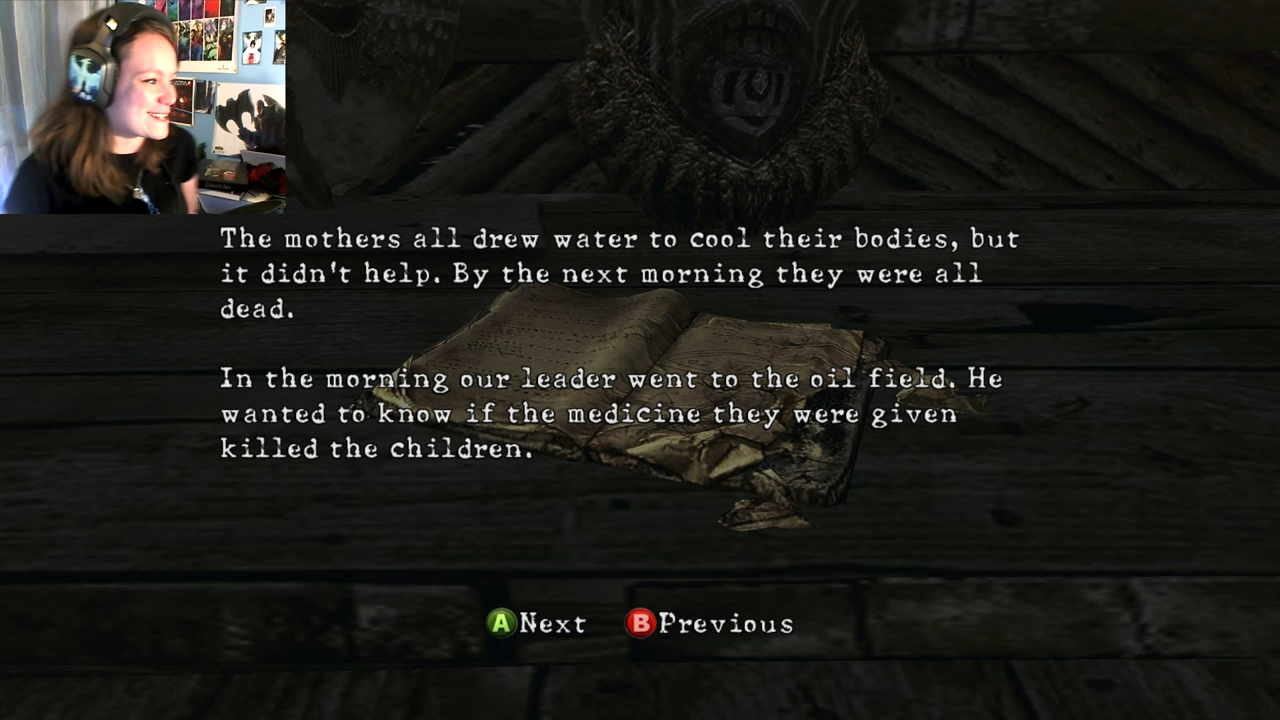 The mothers all drew water to cool their bodies, but
it didn't help. By the next morning they were all
dead.
In the morning our leader went to the oil field. He
wanted to know if the medicine they were given
killed the children.
A Next B Previous